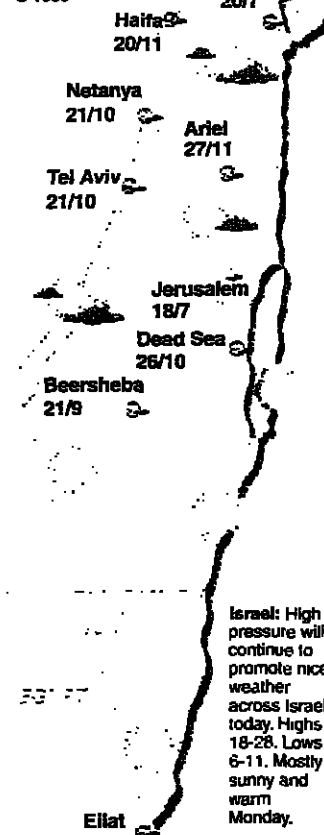 20/7
Haifa
20/11
Netanya
21/10
Ariel
27/11
Tel Aviv
21/10
Jerusalem
18/7
Dead Sea
26/10
Beersheba
21/9
Israel: High
pressure will
continue to
promote nice
weather
across Israel
today. Highs
18-28. Lows
6-11. Mostly
sunny and
warm
Monday.
Eilat